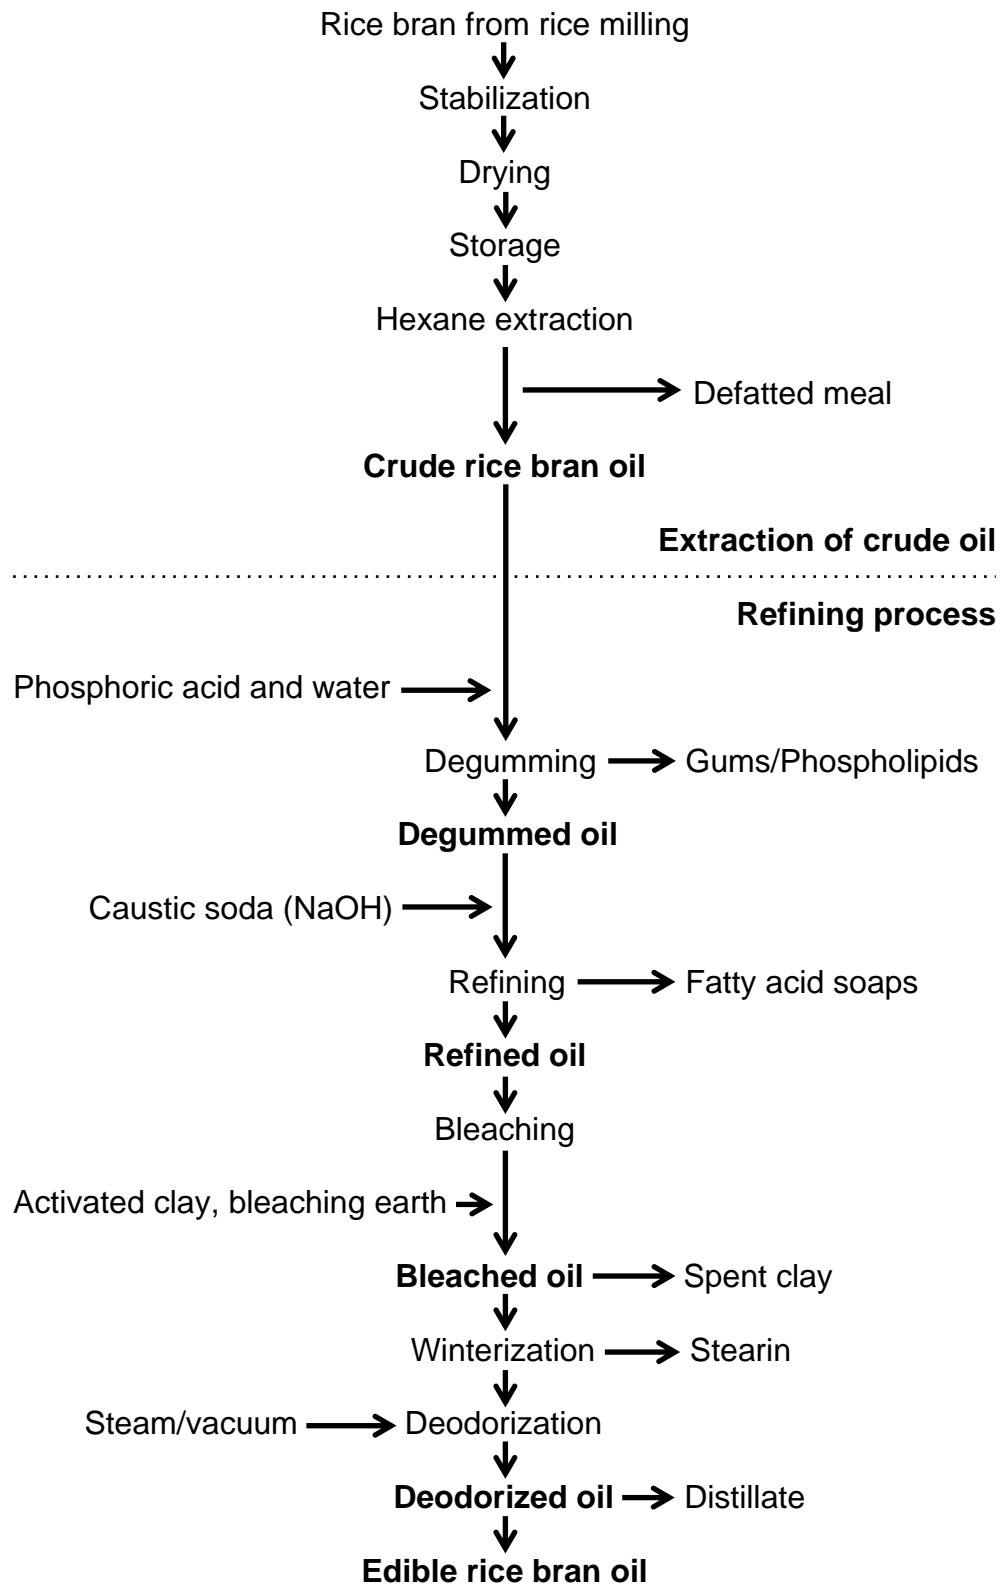 Rice bran from rice milling
Stabilization
Drying
Storage
Hexane extraction
Defatted meal
Crude rice bran oil
Extraction of crude oil
Refining process
Phosphoric acid and water
Degumming
Gums/Phospholipids
Degummed oil
Caustic soda (NaOH)
Refining
Fatty acid soaps
Refined oil
Bleaching
Activated clay, bleaching earth
Bleached oil
Spent clay
Winterization
Stearin
Steam/vacuum
Deodorization
Deodorized oil
Distillate
Edible rice bran oil